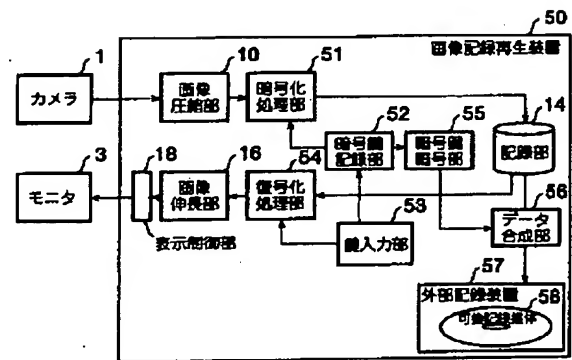 50
画像記録再生装置
1
カメラ
10
画像
圧縮部
51
暗号化
処理部
52
暗号鍵
記録部
55
暗号鍵
暗号部
14
記録部
3
モニタ
18
表示制御部
16
画像
伸長部
54
復号化
処理部
53
鍵入力部
56
データ
合成部
57
外部記録装置
58
可換記録媒体